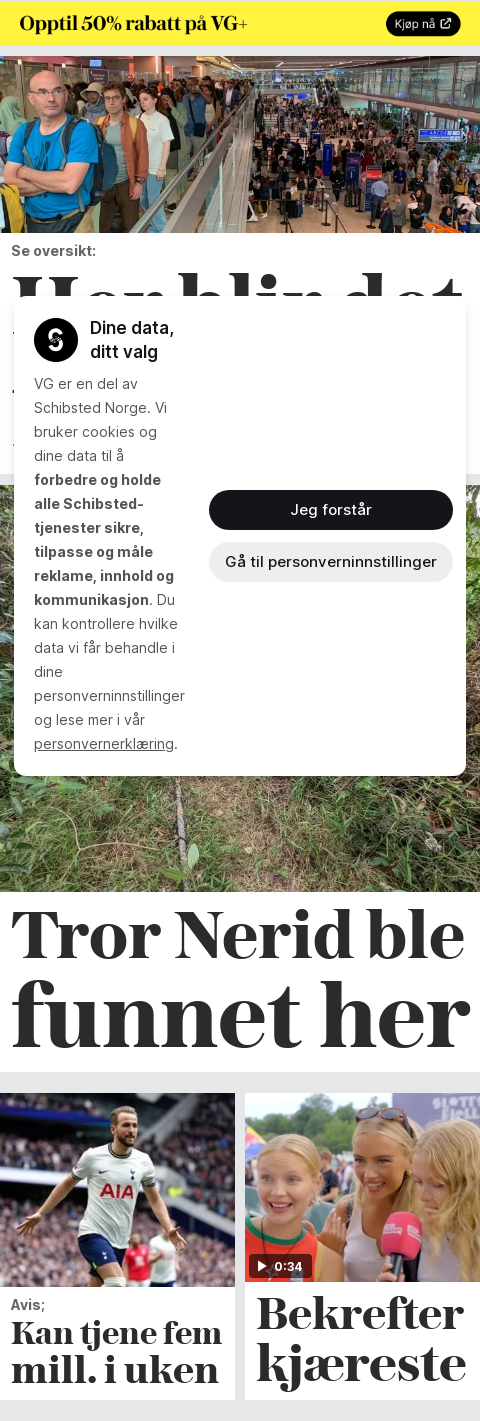 Opptil 50% rabatt på VG+
Kjøp nå
Se oversikt:
Her blir det
Dine data,
ditt valg
VG er en del av
Schibsted Norge. Vi
bruker cookies og
dine data til å
forbedre og holde
alle Schibsted-
tjenester sikre,
tilpasse og måle
reklame, innhold og
kommunikasjon. Du
kan kontrollere hvilke
data vi får behandle i
dine
personverninnstillinger
og lese mer i vår
personvernerklæring.
Jeg forstår
Gå til personverninnstillinger
Tror Nerid ble
funnet her
AIA
0:34
Avis;
Kan tjene fem
mill. i uken
Bekrefter
kjæreste